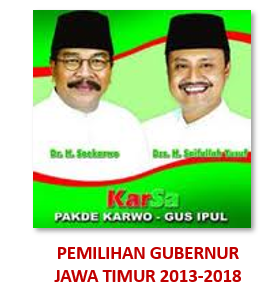 Dr. H. Soekarwo
Drs. H. Saifullah Yusuf
KarSa
PAKDE KARWO - GUS IPUL
PEMILIHAN GUBERNUR
JAWA TIMUR 2013-2018